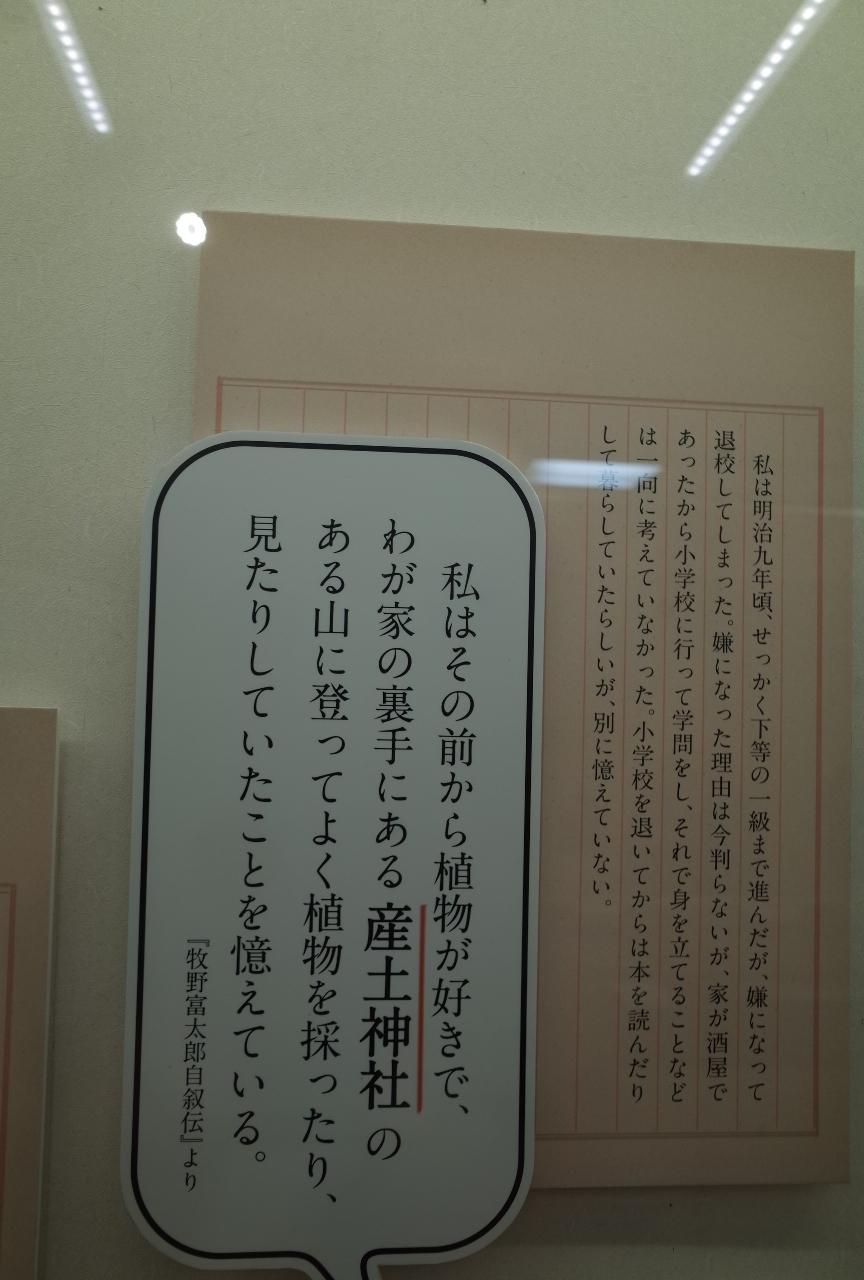 私は明治九年頃、せっかく下等の一級まで進んだが、嫌になって
退校してしまった。嫌になった理由は今判らないが、家が酒屋で
あったから小学校に行って学問をし、それで身を立てることなど
は一向に考えていなかった。小学校を退いてからは本を読んだり
して暮らしていたらしいが、別に憶えていない。
私はその前から植物が好きで、
わが家の裏手にある産土神社の
ある山に登ってよく植物を採ったり、
見たりしていたことを憶えている。
『牧野富太郎自叙伝』より